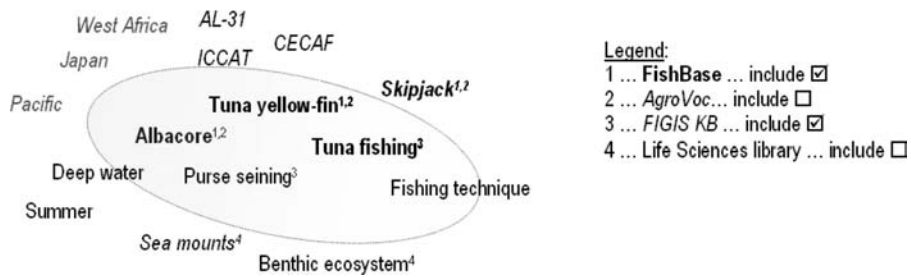 West Africa
AL-31
CECAF
Japan
ICCAT
Pacific
Tuna yellow-fin¹,²
Skipjack¹,²
Albacore¹,²
Tuna fishing³
Deep water
Purse seining³
Fishing technique
Summer
Sea mounts⁴
Benthic ecosystem⁴
Legend:
1 ... FishBase ... include ☑
2 ... AgroVoc... include ☐
3 ... FIGIS KB ... include ☑
4 ... Life Sciences library ... include ☐